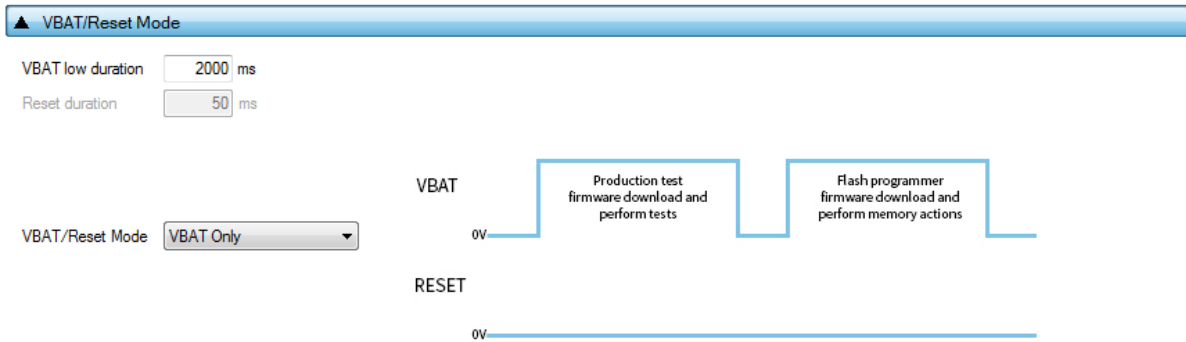 VBAT/Reset Mode
VBAT low duration 2000 ms
Reset duration 50 ms
VBAT
Production test
firmware download and
perform tests
Flash programmer
firmware download and
perform memory actions
VBAT/Reset Mode VBAT Only
0V
RESET
0V